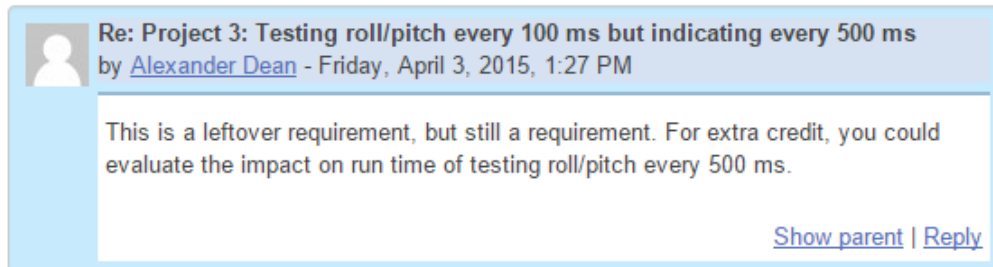 Re: Project 3: Testing roll/pitch every 100 ms but indicating every 500 ms
by Alexander Dean - Friday, April 3, 2015, 1:27 PM
This is a leftover requirement, but still a requirement. For extra credit, you could
evaluate the impact on run time of testing roll/pitch every 500 ms.
Show parent | Reply